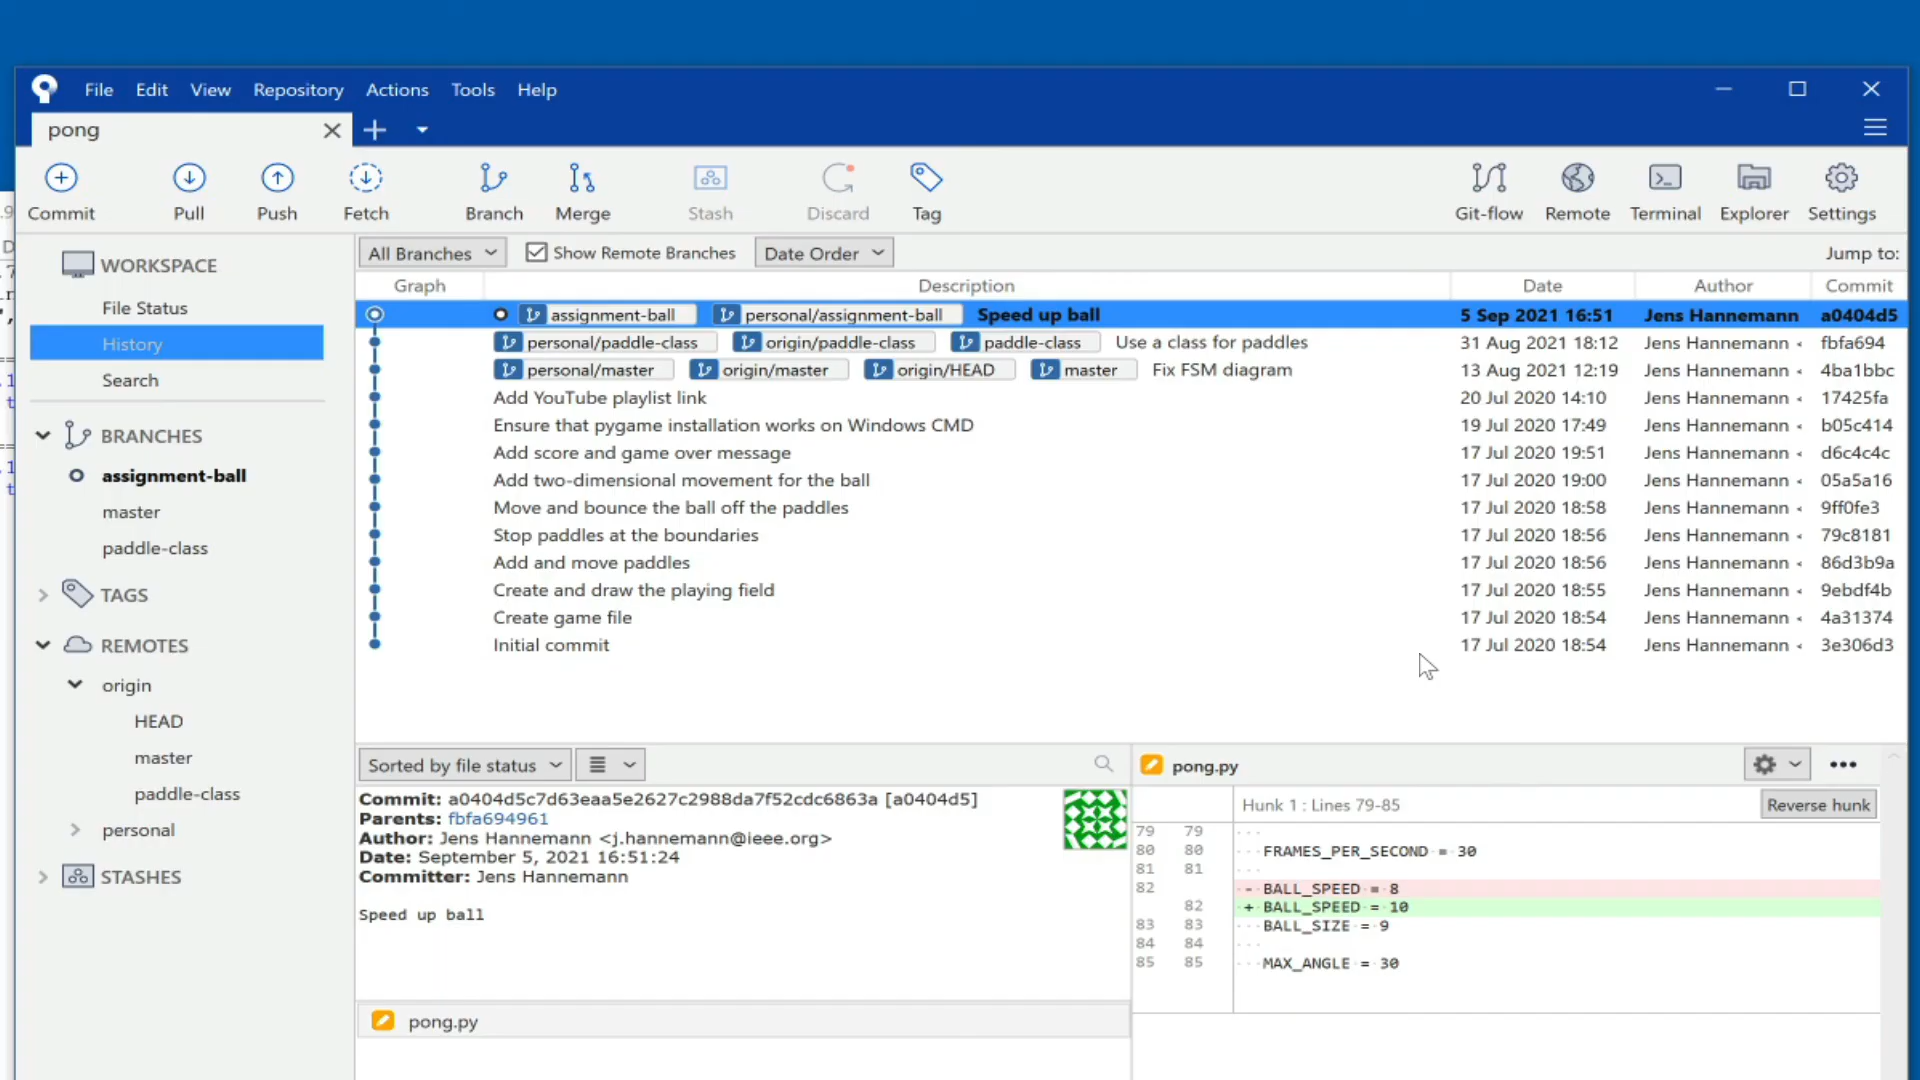 File Edit View Repository Actions Tools Help
pong
Commit Pull Push Fetch Branch Merge Stash Discard Tag Git-flow Remote Terminal Explorer Settings
WORKSPACE
File Status
History
Search
BRANCHES
assignment-ball
master
paddle-class
TAGS
REMOTES
origin
HEAD
master
paddle-class
personal
STASHES
All Branches Show Remote Branches Date Order Jump to:
Graph Description Date Author Commit
assignment-ball personal/assignment-ball Speed up ball 5 Sep 2021 16:51 Jens Hannemann a0404d5
personal/paddle-class origin/paddle-class paddle-class Use a class for paddles 31 Aug 2021 18:12 Jens Hannemann < fbfa694
personal/master origin/master origin/HEAD master Fix FSM diagram 13 Aug 2021 12:19 Jens Hannemann < 4ba1bbc
Add YouTube playlist link 20 Jul 2020 14:10 Jens Hannemann < 17425fa
Ensure that pygame installation works on Windows CMD 19 Jul 2020 17:49 Jens Hannemann < b05c414
Add score and game over message 17 Jul 2020 19:51 Jens Hannemann < d6c4c4c
Add two-dimensional movement for the ball 17 Jul 2020 19:00 Jens Hannemann < 05a5a16
Move and bounce the ball off the paddles 17 Jul 2020 18:58 Jens Hannemann < 9ff0fe3
Stop paddles at the boundaries 17 Jul 2020 18:56 Jens Hannemann < 79c8181
Add and move paddles 17 Jul 2020 18:56 Jens Hannemann < 86d3b9a
Create and draw the playing field 17 Jul 2020 18:55 Jens Hannemann < 9ebdf4b
Create game file 17 Jul 2020 18:54 Jens Hannemann < 4a31374
Initial commit 17 Jul 2020 18:54 Jens Hannemann < 3e306d3
Sorted by file status
Commit: a0404d5c7d63eaa5e2627c2988da7f52cdc6863a [a0404d5]
Parents: fbfa694961
Author: Jens Hannemann <j.hannemann@ieee.org>
Date: September 5, 2021 16:51:24
Committer: Jens Hannemann
Speed up ball
pong.py
pong.py
Hunk 1 : Lines 79-85 Reverse hunk
79 79
80 80 FRAMES_PER_SECOND = 30
81 81
82 - BALL_SPEED = 8
82 + BALL_SPEED = 10
83 83 BALL_SIZE = 9
84 84
85 85 MAX_ANGLE = 30